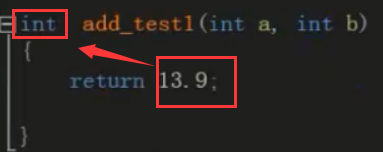 int add_test1(int a, int b)
{
return 13.9;
}